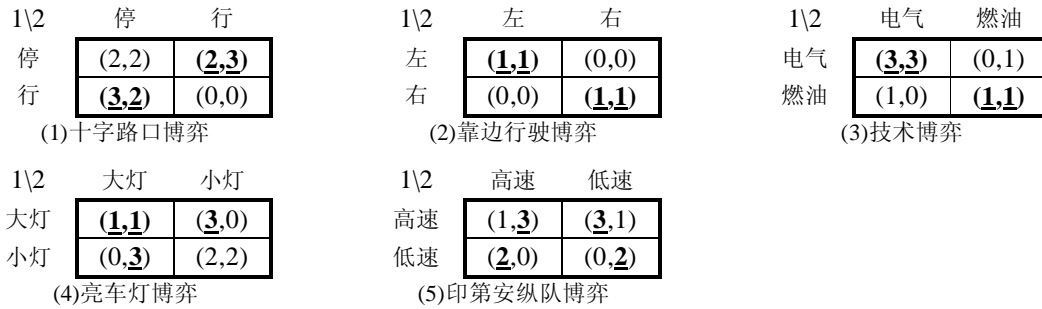 1\2 停 行 1\2 左 右 1\2 电气 燃油
停 (2,2) (2,3) 左 (1,1) (0,0) 电气 (3,3) (0,1)
行 (3,2) (0,0) 右 (0,0) (1,1) 燃油 (1,0) (1,1)
(1)十字路口博弈 (2)靠边行驶博弈 (3)技术博弈
1\2 大灯 小灯 1\2 高速 低速
大灯 (1,1) (3,0) 高速 (1,3) (3,1)
小灯 (0,3) (2,2) 低速 (2,0) (0,2)
(4)亮车灯博弈 (5)印第安纵队博弈